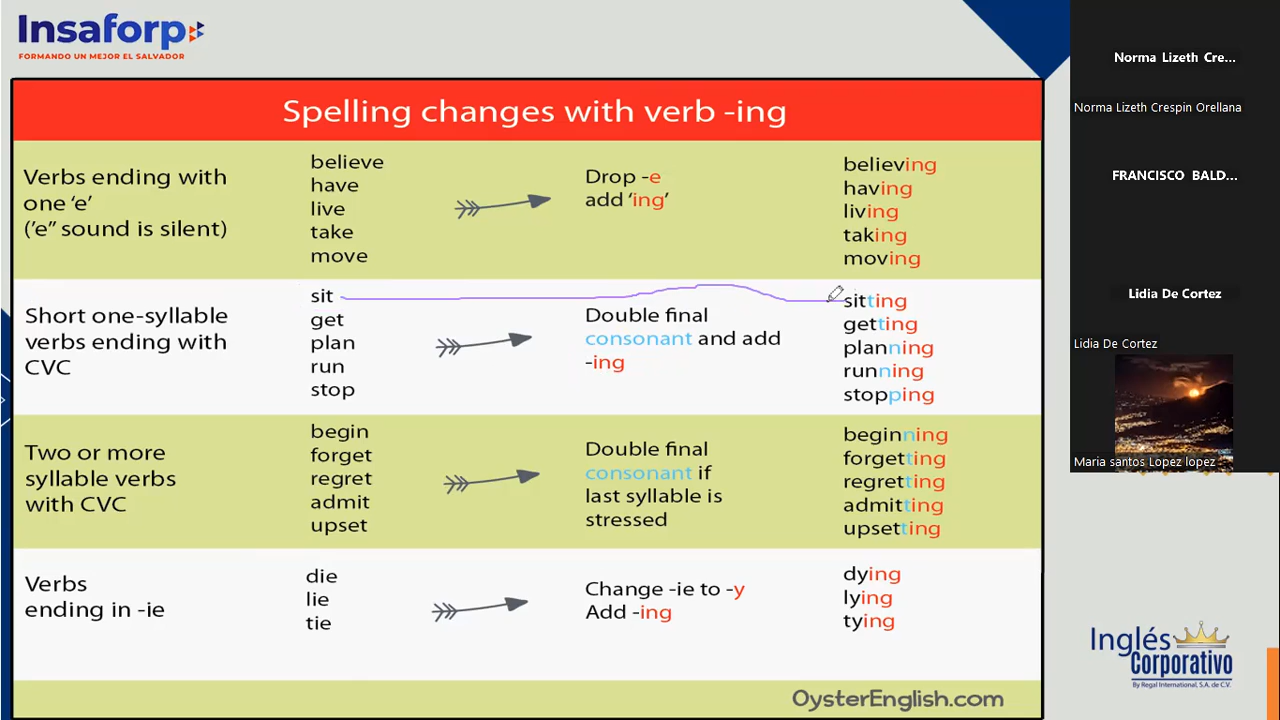 Insaforp
FORMANDO UN MEJOR EL SALVADOR
Spelling changes with verb -ing
Verbs ending with
one ‘e’
(’e” sound is silent)
believe
have
live
take
move
Drop -e
add ‘ing’
believing
having
living
taking
moving
Short one-syllable
verbs ending with
CVC
sit
get
plan
run
stop
Double final
consonant and add
-ing
sitting
getting
planning
running
stopping
Two or more
syllable verbs
with CVC
begin
forget
regret
admit
upset
Double final
consonant if
last syllable is
stressed
beginning
forgetting
regretting
admitting
upsetting
Verbs
ending in -ie
die
lie
tie
Change -ie to -y
Add -ing
dying
lying
tying
OysterEnglish.com
Norma Lizeth Cre...
Norma Lizeth Crespin Orellana
FRANCISCO BALD...
Lidia De Cortez
Lidia De Cortez
Maria santos Lopez lopez
Inglés
Corporativo
By Regal International, S.A. de C.V.